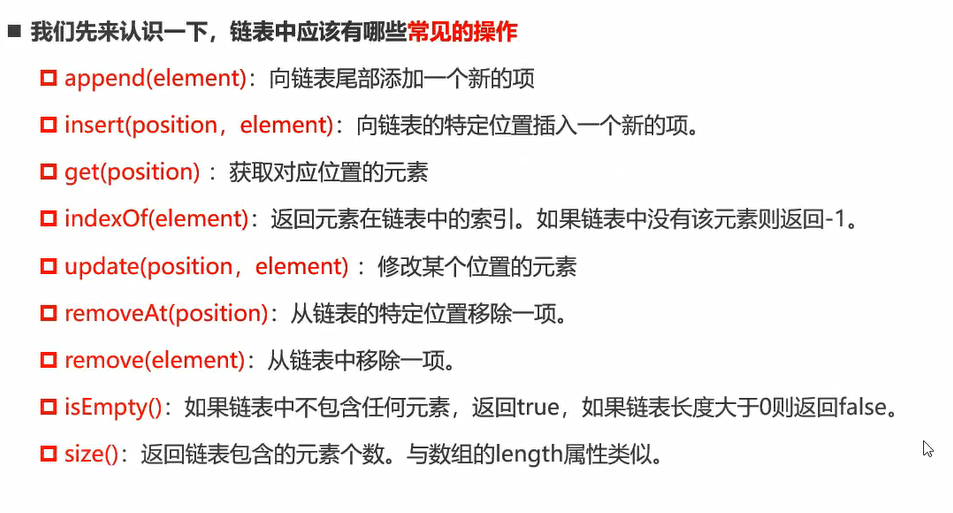 我们先来认识一下，链表中应该有哪些常见的操作
append(element)：向链表尾部添加一个新的项
insert(position，element)：向链表的特定位置插入一个新的项。
get(position) ：获取对应位置的元素
indexOf(element)：返回元素在链表中的索引。如果链表中没有该元素则返回-1。
update(position，element) ：修改某个位置的元素
removeAt(position)：从链表的特定位置移除一项。
remove(element)：从链表中移除一项。
isEmpty()：如果链表中不包含任何元素，返回true，如果链表长度大于0则返回false。
size()：返回链表包含的元素个数。与数组的length属性类似。